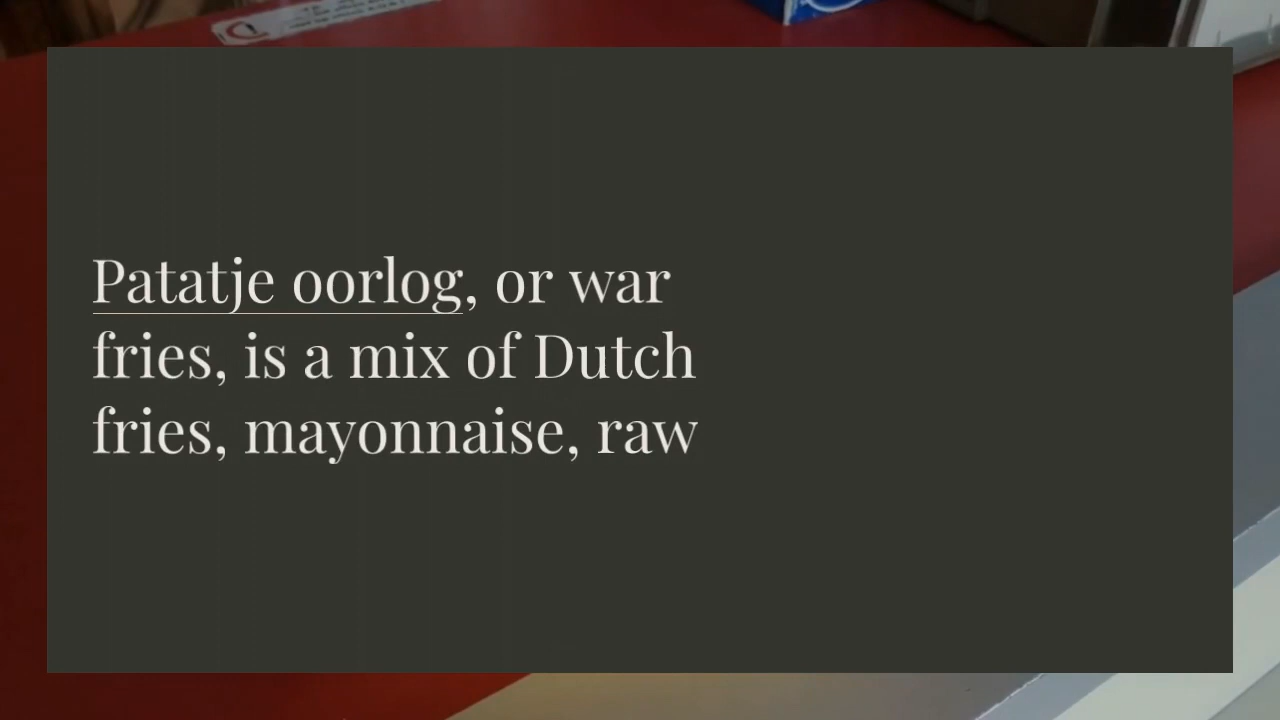 Patatje oorlog, or war
fries, is a mix of Dutch
fries, mayonnaise, raw